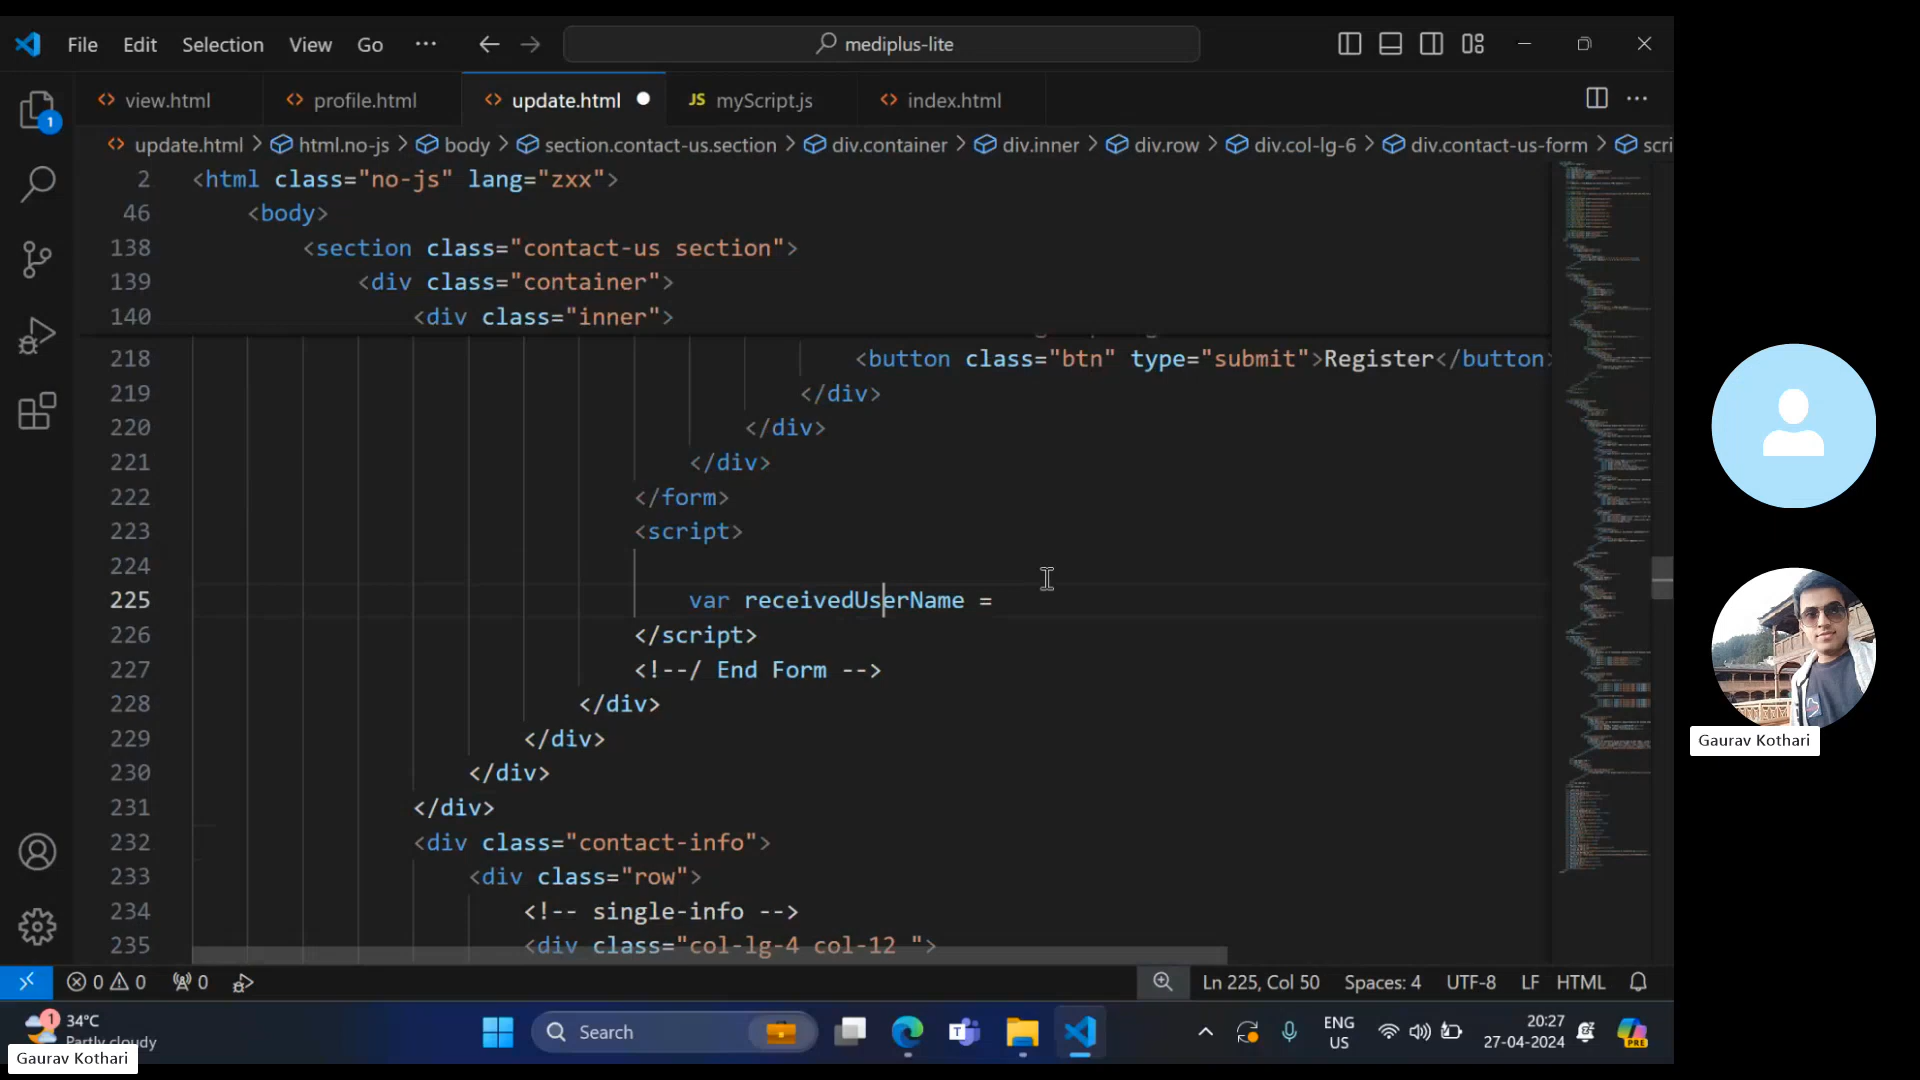 File Edit Selection View Go ··· mediplus-lite
view.html profile.html update.html JS myScript.js index.html ···
update.html > html.no-js > body > section.contact-us.section > div.container > div.inner > div.row > div.col-lg-6 > div.contact-us-form > scri
2 <html class="no-js" lang="zxx">
46 <body>
138 <section class="contact-us section">
139 <div class="container">
140 <div class="inner">
218 <button class="btn" type="submit">Register</button>
219 </div>
220 </div>
221 </div>
222 </form>
223 <script>
224
225 var receivedUserName =
226 </script>
227 <!--/ End Form -->
228 </div>
229 </div>
230 </div>
231 </div>
232 <div class="contact-info">
233 <div class="row">
234 <!-- single-info -->
235 <div class="col-lg-4 col-12 ">
1
Gaurav Kothari
0 0 0 Ln 225, Col 50 Spaces: 4 UTF-8 LF HTML
1 34°C
Partly cloudy
Search
ENG
US
20:27
27-04-2024
PRE
Gaurav Kothari